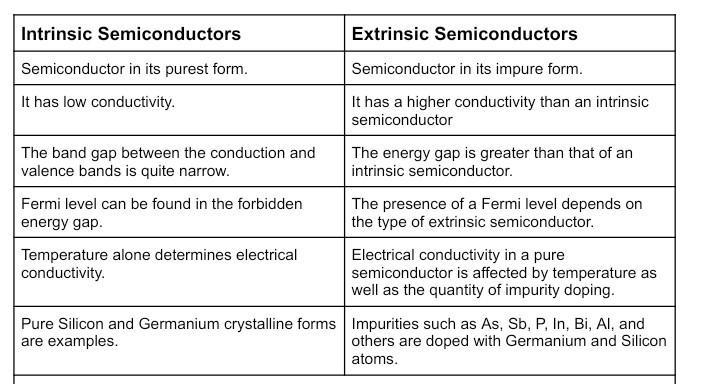 Intrinsic Semiconductors
Extrinsic Semiconductors
Semiconductor in its purest form.
Semiconductor in its impure form.
It has low conductivity.
It has a higher conductivity than an intrinsic
semiconductor
The band gap between the conduction and
valence bands is quite narrow.
The energy gap is greater than that of an
intrinsic semiconductor.
Fermi level can be found in the forbidden
energy gap.
The presence of a Fermi level depends on
the type of extrinsic semiconductor.
Temperature alone determines electrical
conductivity.
Electrical conductivity in a pure
semiconductor is affected by temperature as
well as the quantity of impurity doping.
Pure Silicon and Germanium crystalline forms
are examples.
Impurities such as As, Sb, P, In, Bi, Al, and
others are doped with Germanium and Silicon
atoms.